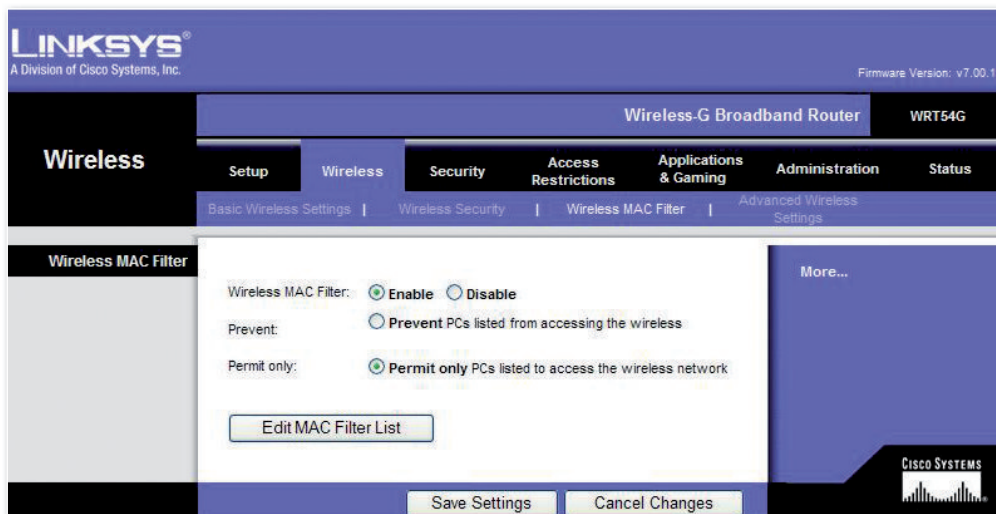 LINKSYS®
A Division of Cisco Systems, Inc.
Firmware Version: v7.00.1
Wireless-G Broadband Router WRT54G
Wireless
Setup Wireless Security Access Restrictions Applications & Gaming Administration Status
Basic Wireless Settings | Wireless Security | Wireless MAC Filter | Advanced Wireless Settings
Wireless MAC Filter
More...
Wireless MAC Filter: Enable Disable
Prevent: Prevent PCs listed from accessing the wireless
Permit only: Permit only PCs listed to access the wireless network
Edit MAC Filter List
CISCO SYSTEMS
Save Settings Cancel Changes